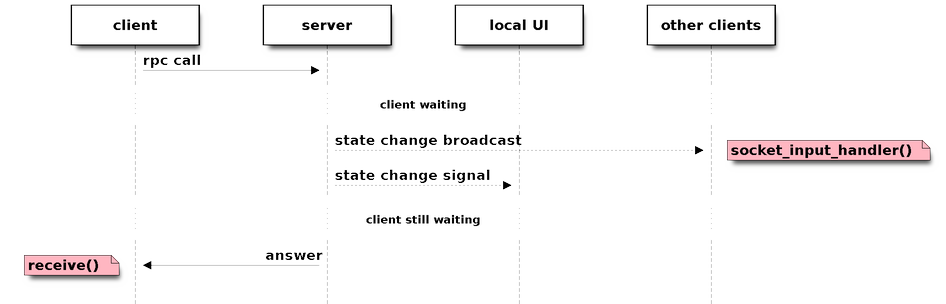 client
server
local UI
other clients
rpc call
client waiting
state change broadcast
socket_input_handler()
state change signal
client still waiting
answer
receive()